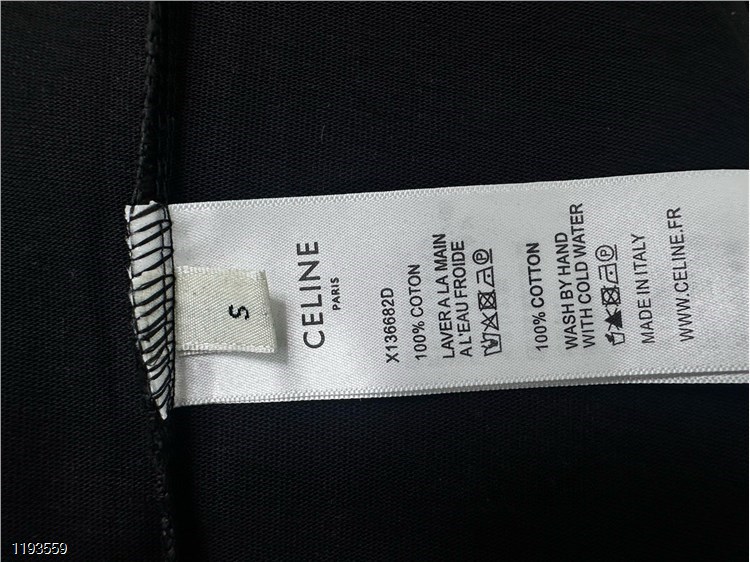 S
CELINE
PARIS
X136682D
100% COTON
LAVER A LA MAIN
A L'EAU FROIDE
100% COTTON
WASH BY HAND
WITH COLD WATER
MADE IN ITALY
WWW.CELINE.FR
1193559